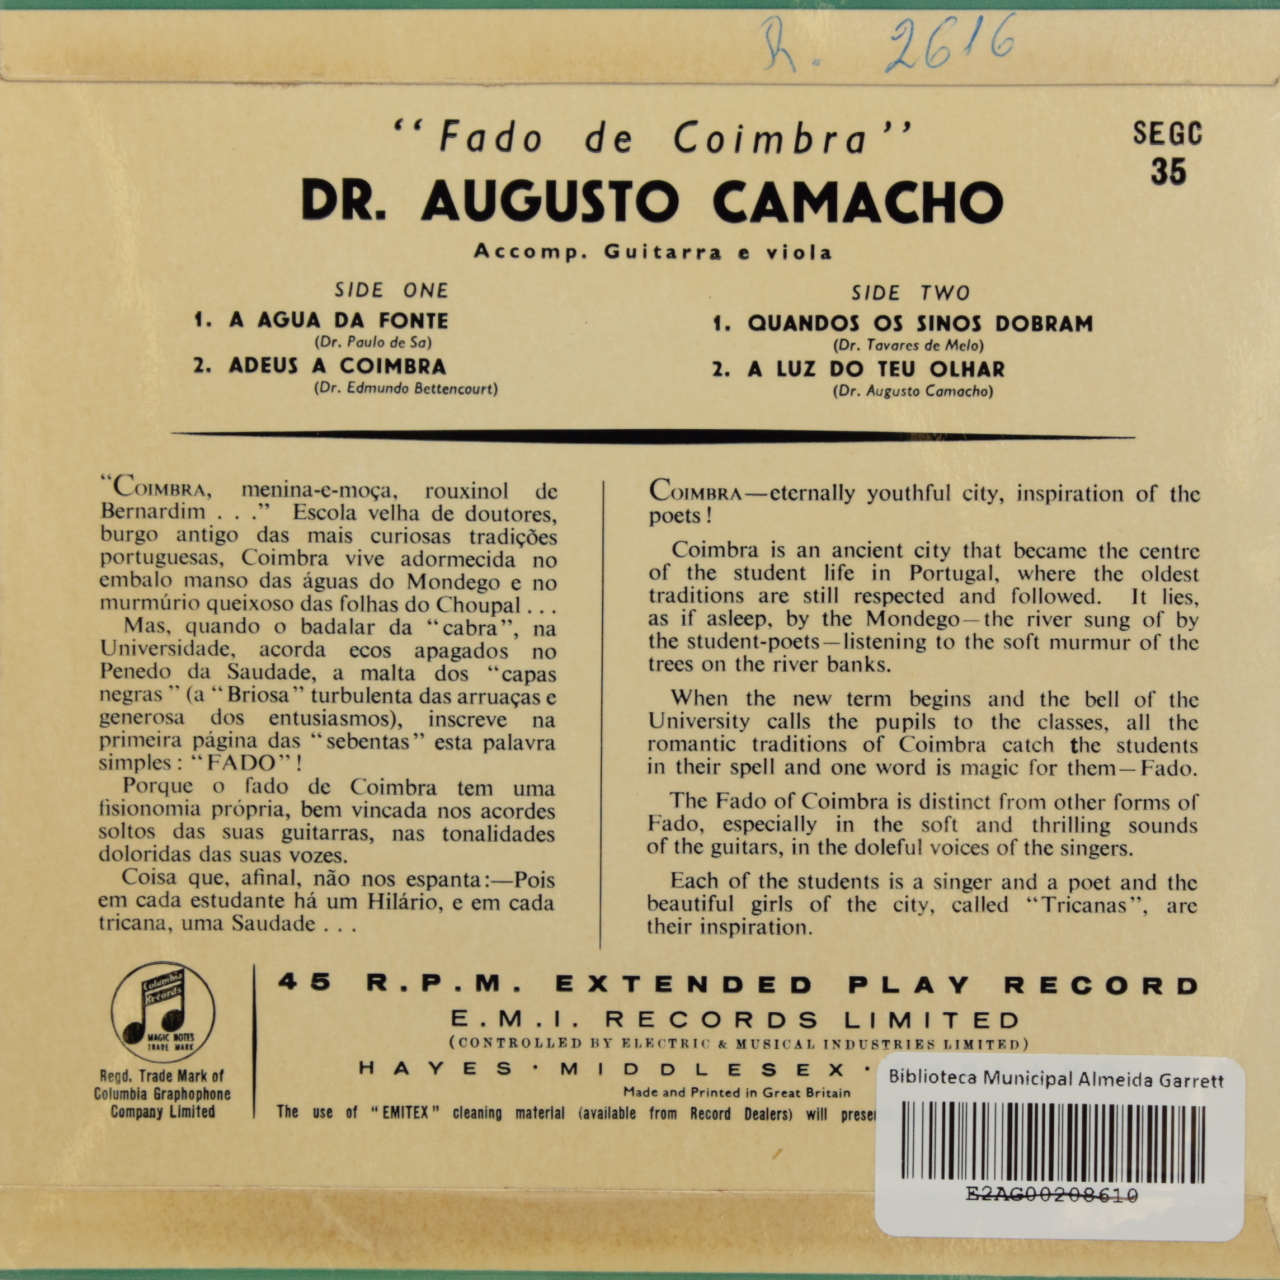 R. 2616
“Fado de Coimbra”
SEGC
35
DR. AUGUSTO CAMACHO
Accomp. Guitarra e viola
SIDE ONE
1. A AGUA DA FONTE
(Dr. Paulo de Sa)
2. ADEUS A COIMBRA
(Dr. Edmundo Bettencourt)
SIDE TWO
1. QUANDOS OS SINOS DOBRAM
(Dr. Tavares de Melo)
2. A LUZ DO TEU OLHAR
(Dr. Augusto Camacho)
“COIMBRA, menina-e-moça, rouxinol de
Bernardim . . .” Escola velha de doutores,
burgo antigo das mais curiosas tradições
portuguesas, Coimbra vive adormecida no
embalo manso das águas do Mondego e no
murmúrio queixoso das folhas do Choupal . . .
Mas, quando o badalar da “cabra”, na
Universidade, acorda ecos apagados no
Penedo da Saudade, a malta dos “capas
negras” (a “Briosa” turbulenta das arruaças e
generosa dos entusiasmos), inscreve na
primeira página das “sebentas” esta palavra
simples : “FADO” !
Porque o fado de Coimbra tem uma
fisionomia própria, bem vincada nos acordes
soltos das suas guitarras, nas tonalidades
doloridas das suas vozes.
Coisa que, afinal, não nos espanta:—Pois
em cada estudante há um Hilário, e em cada
tricana, uma Saudade . . .
COIMBRA—eternally youthful city, inspiration of the
poets !
Coimbra is an ancient city that became the centre
of the student life in Portugal, where the oldest
traditions are still respected and followed. It lies,
as if asleep, by the Mondego—the river sung of by
the student-poets—listening to the soft murmur of the
trees on the river banks.
When the new term begins and the bell of the
University calls the pupils to the classes, all the
romantic traditions of Coimbra catch the students
in their spell and one word is magic for them—Fado.
The Fado of Coimbra is distinct from other forms of
Fado, especially in the soft and thrilling sounds
of the guitars, in the doleful voices of the singers.
Each of the students is a singer and a poet and the
beautiful girls of the city, called “Tricanas”, are
their inspiration.
Columbia
Records
MAGIC NOTES
TRADE MARK
Regd. Trade Mark of
Columbia Graphophone
Company Limited
45 R.P.M. EXTENDED PLAY RECORD
E.M.I. RECORDS LIMITED
(CONTROLLED BY ELECTRIC & MUSICAL INDUSTRIES LIMITED)
HAYES · MIDDLESEX ·
Made and Printed in Great Britain
The use of “EMITEX” cleaning material (available from Record Dealers) will
Biblioteca Municipal Almeida Garrett
E2AG00208610